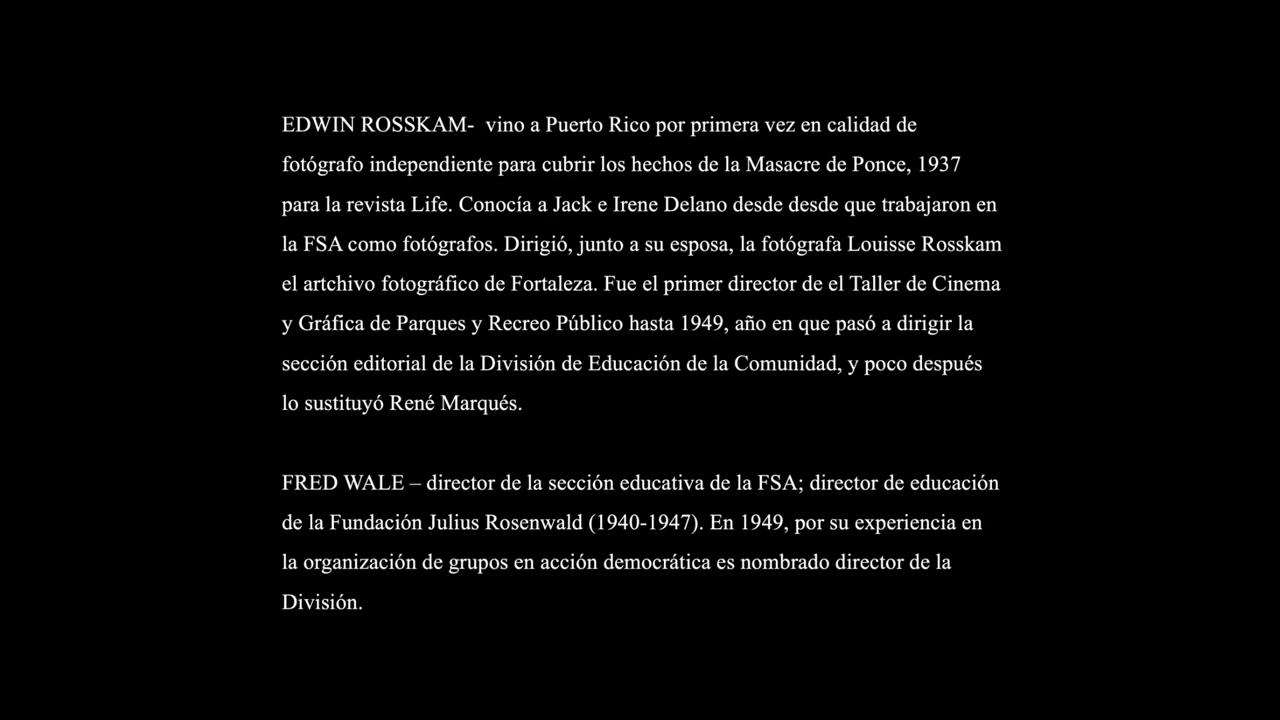 EDWIN ROSSKAM-  vino a Puerto Rico por primera vez en calidad de
fotógrafo independiente para cubrir los hechos de la Masacre de Ponce, 1937
para la revista Life. Conocía a Jack e Irene Delano desde desde que trabajaron en
la FSA como fotógrafos. Dirigió, junto a su esposa, la fotógrafa Louisse Rosskam
el artchivo fotográfico de Fortaleza. Fue el primer director de el Taller de Cinema
y Gráfica de Parques y Recreo Público hasta 1949, año en que pasó a dirigir la
sección editorial de la División de Educación de la Comunidad, y poco después
lo sustituyó René Marqués.
FRED WALE – director de la sección educativa de la FSA; director de educación
de la Fundación Julius Rosenwald (1940-1947). En 1949, por su experiencia en
la organización de grupos en acción democrática es nombrado director de la
División.